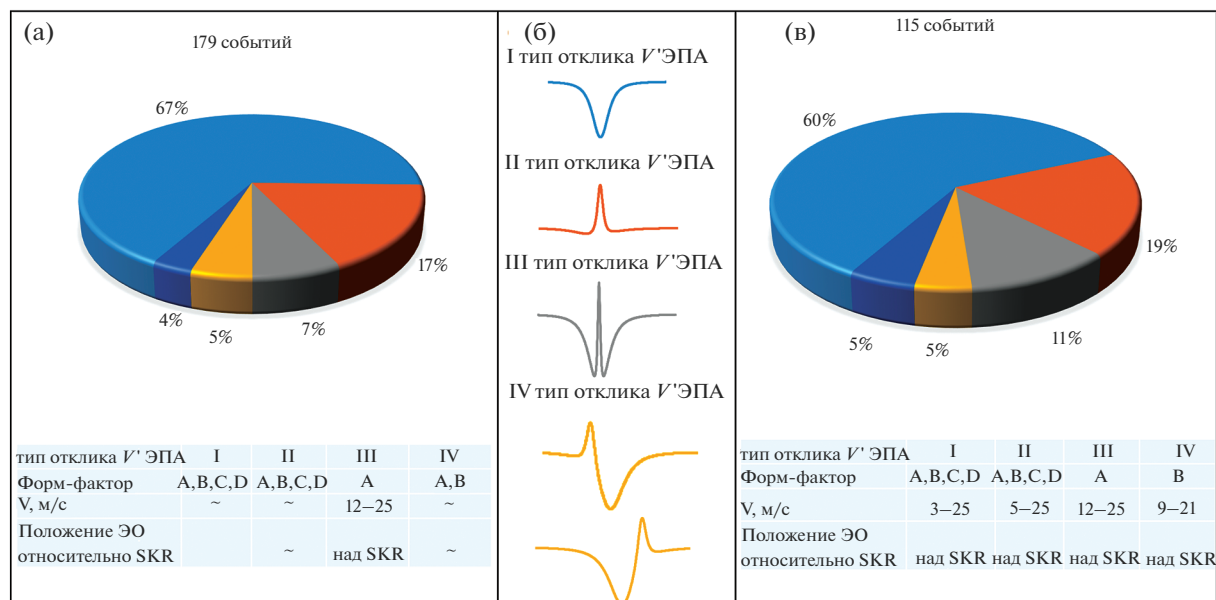 (а)
179 событий
67%
17%
4%
5%
7%
тип отклика V' ЭПА I II III IV
Форм-фактор A,B,C,D A,B,C,D A A,B
V, м/с ~ ~ 12–25 ~
Положение ЭО
относительно SKR ~ над SKR ~
(б)
I тип отклика V'ЭПА
II тип отклика V'ЭПА
III тип отклика V'ЭПА
IV тип отклика V'ЭПА
(в)
115 событий
60%
19%
5%
5%
11%
тип отклика V' ЭПА I II III IV
Форм-фактор A,B,C,D A,B,C,D A B
V, м/с 3–25 5–25 12–25 9–21
Положение ЭО
относительно SKR над SKR над SKR над SKR над SKR